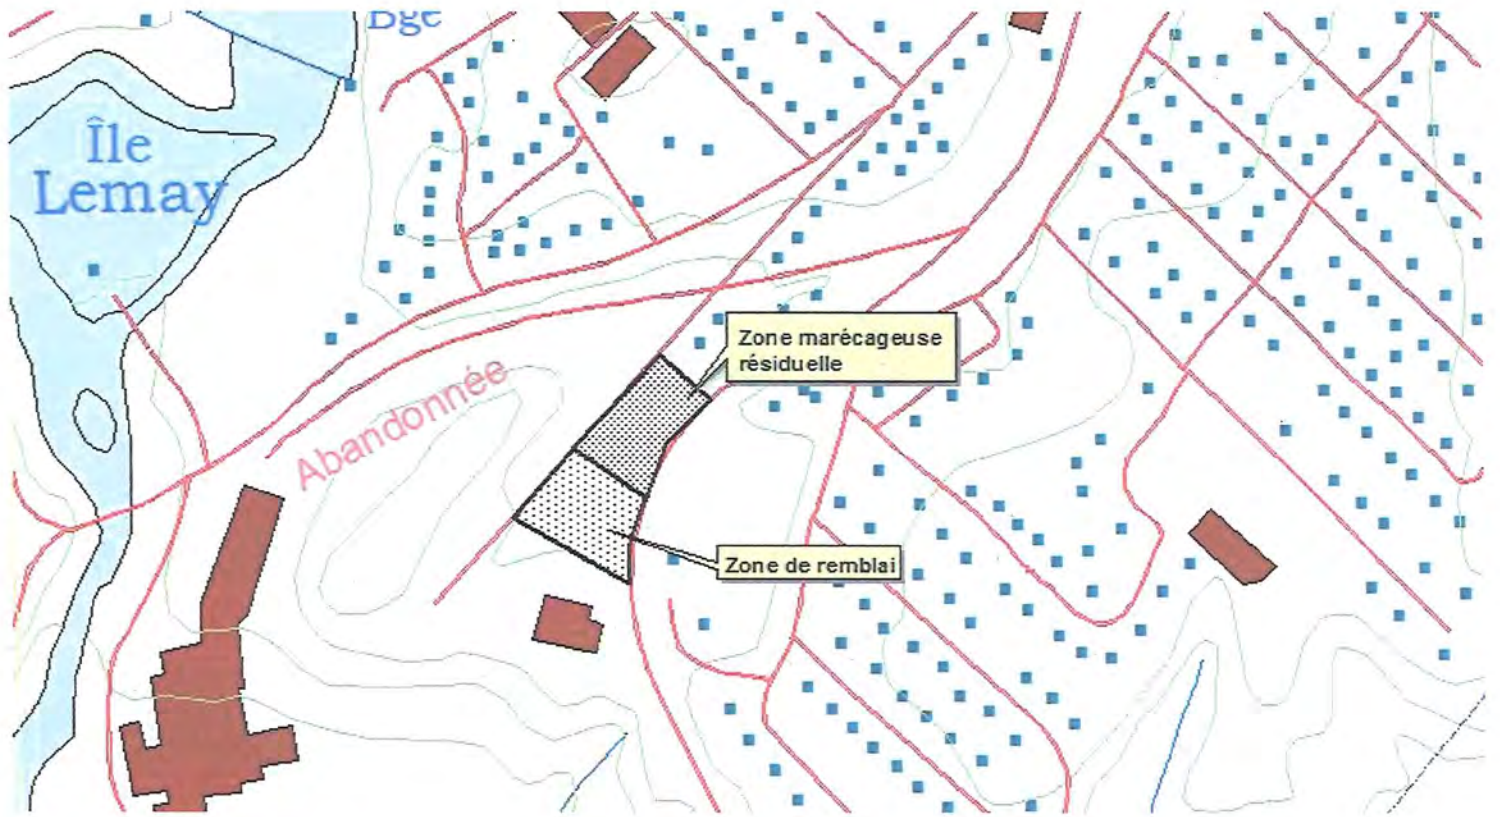 Bge
Île
Lemay
Zone marécageuse
résiduelle
Abandonnée
Zone de remblai